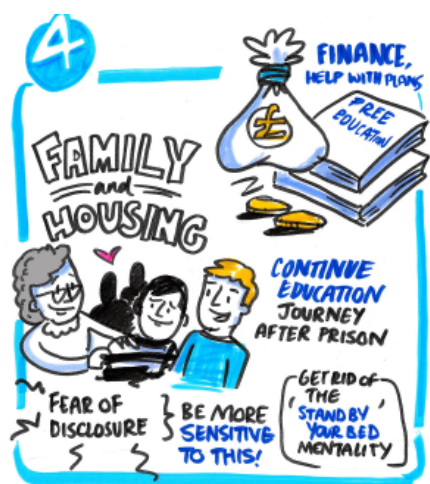 4
FINANCE,
HELP WITH PLANS
£
FREE
EDUCATION
FAMILY
and
HOUSING
CONTINUE
EDUCATION
JOURNEY
AFTER PRISON
FEAR OF
DISCLOSURE
BE MORE
SENSITIVE
TO THIS!
GET RID OF
THE
'STAND BY
YOUR BED'
MENTALITY